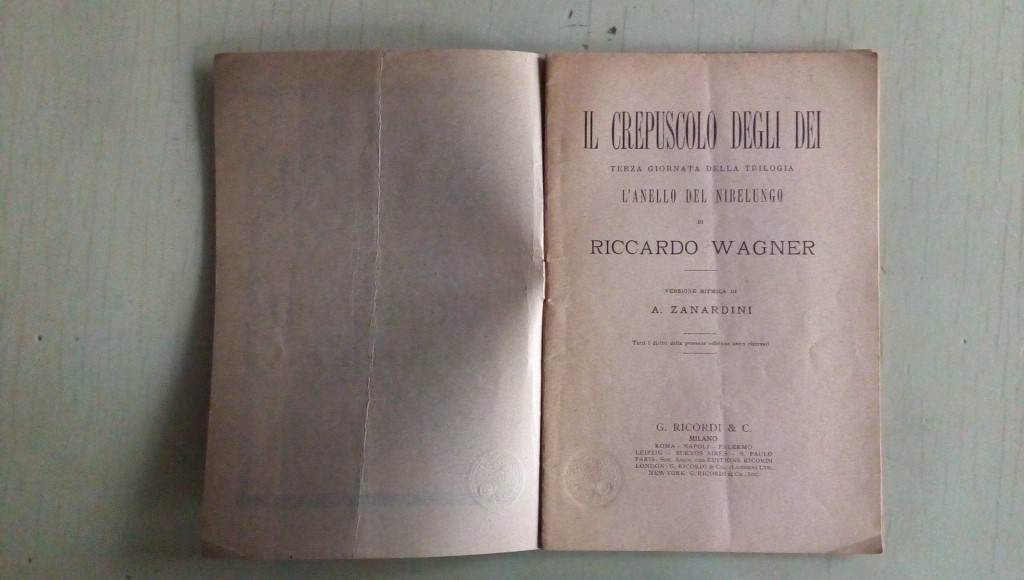 IL CREPUSCOLO DEGLI DEI
TERZA GIORNATA DELLA TRILOGIA
L'ANELLO DEL NIBELUNGO
DI
RICCARDO WAGNER
VERSIONE RITMICA DI
A. ZANARDINI
Tutti i diritti della presente edizione sono riservati
G. RICORDI & C.
MILANO
ROMA - NAPOLI - PALERMO
LEIPZIG - BUENOS AIRES - S. PAULO
PARIS - Soc. Anon. des EDITIONS RICORDI
LONDON - G. RICORDI & Co., (London) Ltd.
NEW YORK - G. RICORDI & Co., Inc.